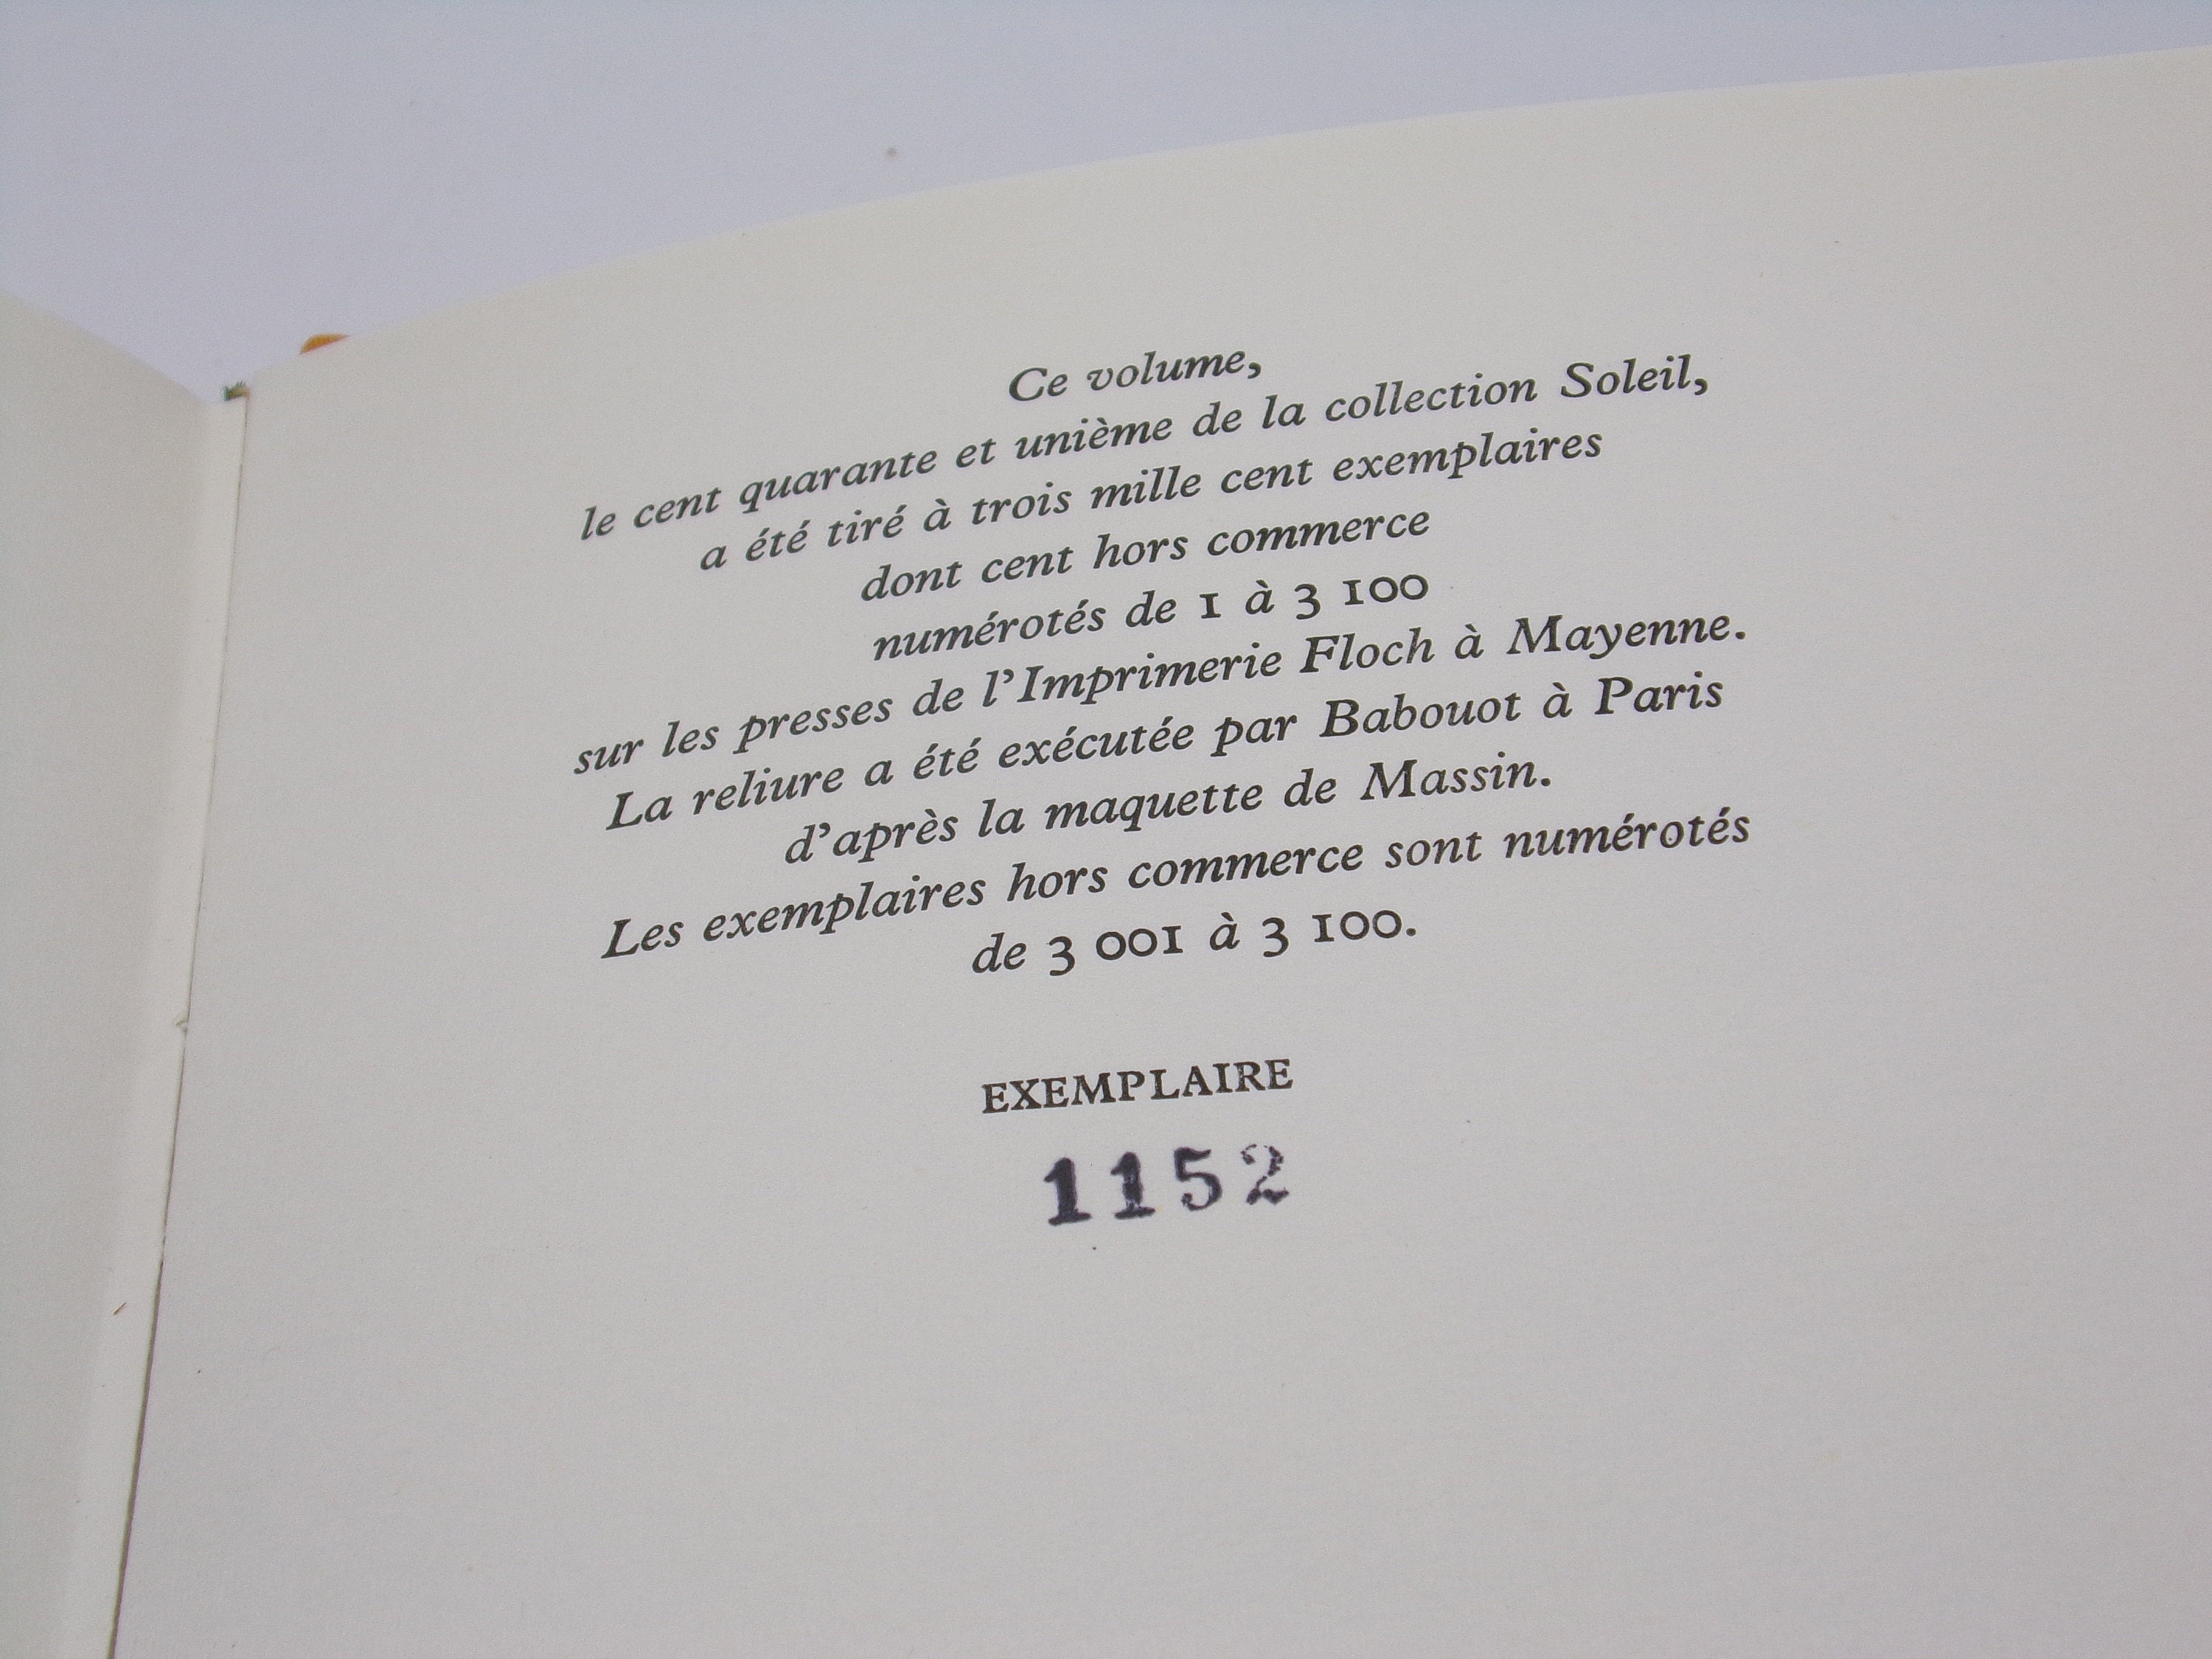 Ce volume,
le cent quarante et unième de la collection Soleil,
a été tiré à trois mille cent exemplaires
dont cent hors commerce
numérotés de 1 à 3 100
sur les presses de l'Imprimerie Floch à Mayenne.
La reliure a été exécutée par Babouot à Paris
d'après la maquette de Massin.
Les exemplaires hors commerce sont numérotés
de 3 001 à 3 100.
EXEMPLAIRE
1152